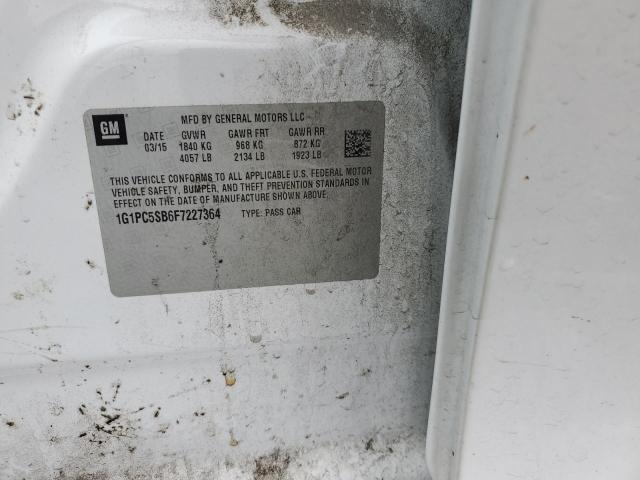 GM
MFD BY GENERAL MOTORS LLC
DATE GVWR GAWR FRT GAWR RR
03/15 1840 KG 968 KG 872 KG
4057 LB 2134 LB 1923 LB
THIS VEHICLE CONFORMS TO ALL APPLICABLE U.S. FEDERAL MOTOR
VEHICLE SAFETY, BUMPER, AND THEFT PREVENTION STANDARDS IN
EFFECT ON THE DATE OF MANUFACTURE SHOWN ABOVE.
1G1PC5SB6F7227364 TYPE: PASS CAR